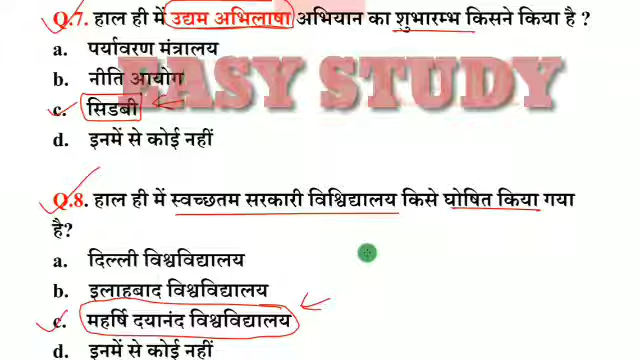 Q.7. हाल ही में उद्यम अभिलाषा अभियान का शुभारम्भ किसने किया है ?
a. पर्यावरण मंत्रालय
b. नीति आयोग
EASY STUDY
c. सिडबी
d. इनमें से कोई नहीं
Q.8. हाल ही में स्वच्छतम सरकारी विश्विद्यालय किसे घोषित किया गया
है?
a. दिल्ली विश्वविद्यालय
b. इलाहबाद विश्वविद्यालय
c. महर्षि दयानंद विश्वविद्यालय
d. इनमें से कोई नहीं